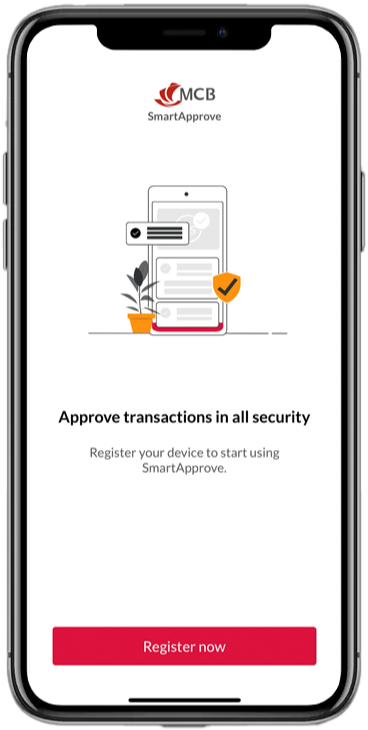 MCB
SmartApprove
Approve transactions in all security
Register your device to start using
SmartApprove.
Register now